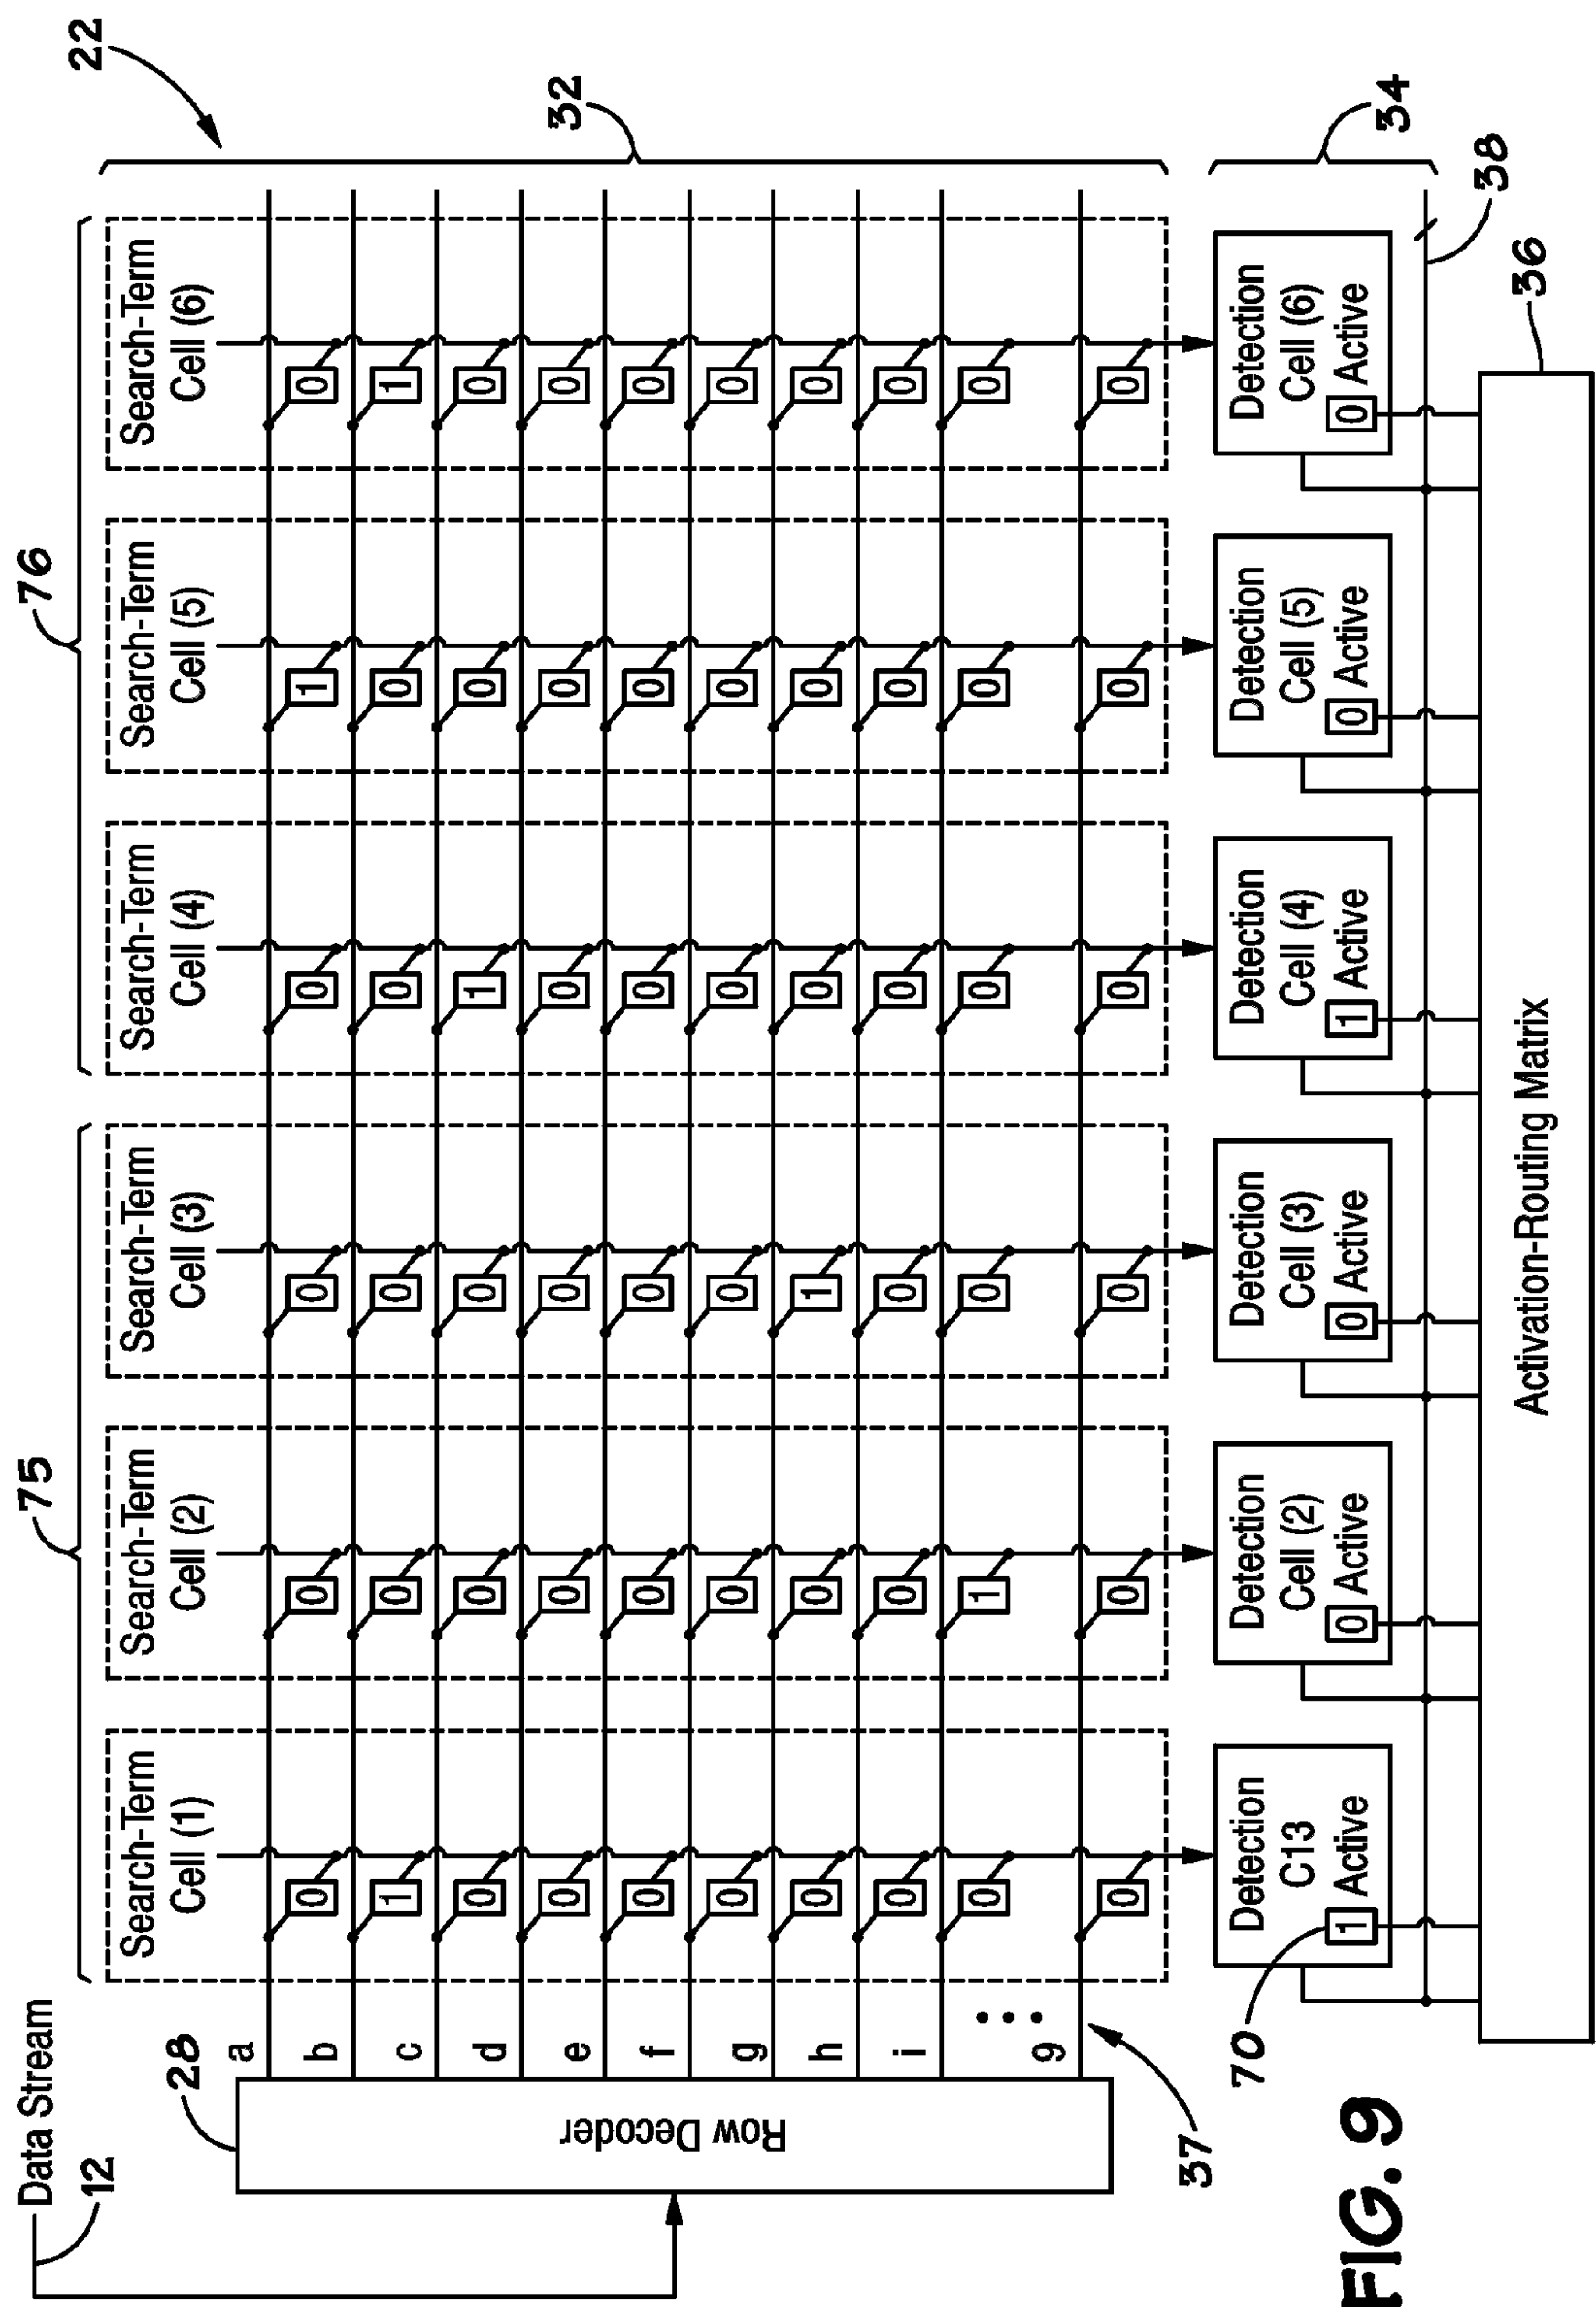 Data Stream
75
76
22
12
28
Search-Term Cell (1)
Search-Term Cell (2)
Search-Term Cell (3)
Search-Term Cell (4)
Search-Term Cell (5)
Search-Term Cell (6)
Row Decoder
a 0 0 0 0 1 0
b 1 0 0 0 0 1
c 0 0 0 1 0 0
d 0 0 0 0 0 0
e 0 0 0 0 0 0
32
f 0 0 0 0 0 0
g 0 0 1 0 0 0
h 0 0 0 0 0 0
i 0 1 0 0 0 0
9 0 0 0 0 0 0
37
70
Detection C13 1 Active
Detection Cell (2) 0 Active
Detection Cell (3) 0 Active
Detection Cell (4) 1 Active
Detection Cell (5) 0 Active
Detection Cell (6) 0 Active
34
38
Activation-Routing Matrix
36
FIG. 9